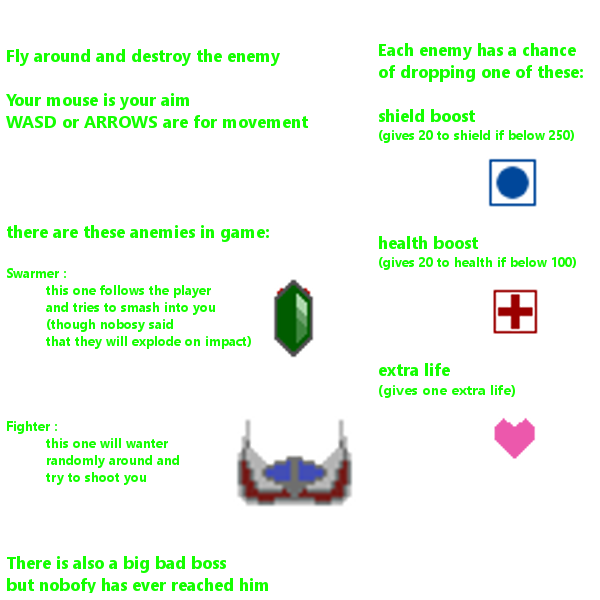 Fly around and destroy the enemy
Your mouse is your aim
WASD or ARROWS are for movement
there are these anemies in game:
Swarmer :
this one follows the player
and tries to smash into you
(though nobosy said
that they will explode on impact)
Fighter :
this one will wanter
randomly around and
try to shoot you
There is also a big bad boss
but nobofy has ever reached him
Each enemy has a chance
of dropping one of these:
shield boost
(gives 20 to shield if below 250)
health boost
(gives 20 to health if below 100)
extra life
(gives one extra life)